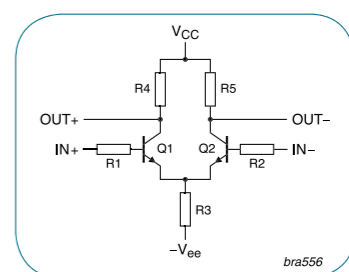 VCC
R4 R5
OUT+ OUT−
IN+ Q1 Q2 IN−
R1 R2
R3
−Vee
bra556